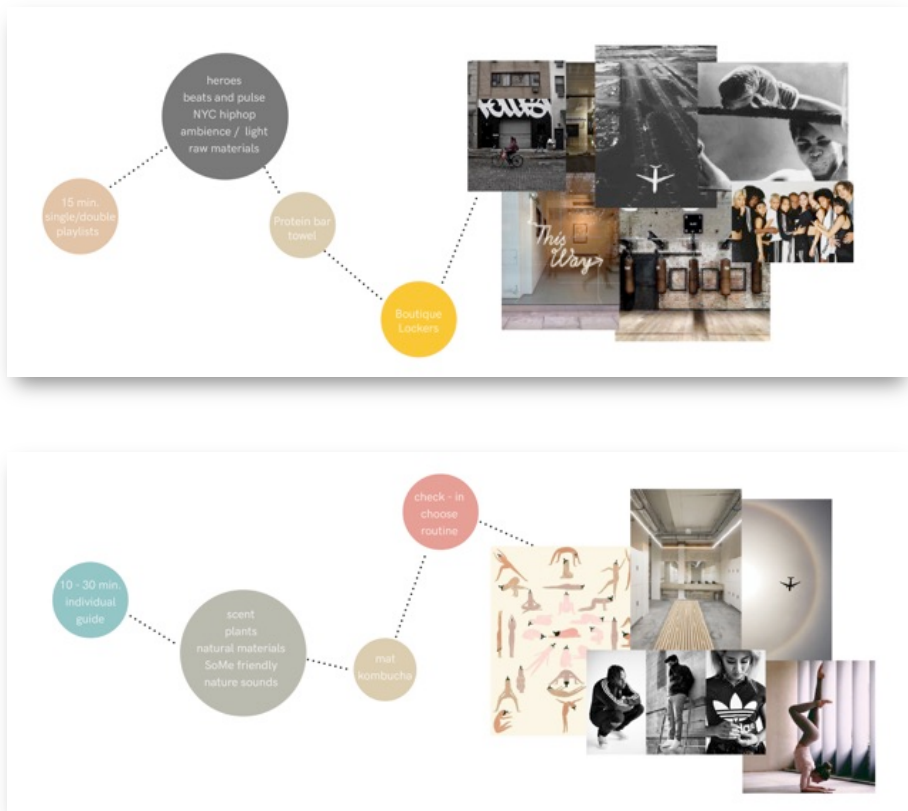 heroes
beats and pulse
NYC hiphop
ambience / light
raw materials
15 min.
single/double
playlists
Protein bar
towel
Boutique
Lockers
This
Way
check - in
choose
routine
10 - 30 min.
individual
guide
scent
plants
natural materials
SoMe friendly
nature sounds
mat
kombucha